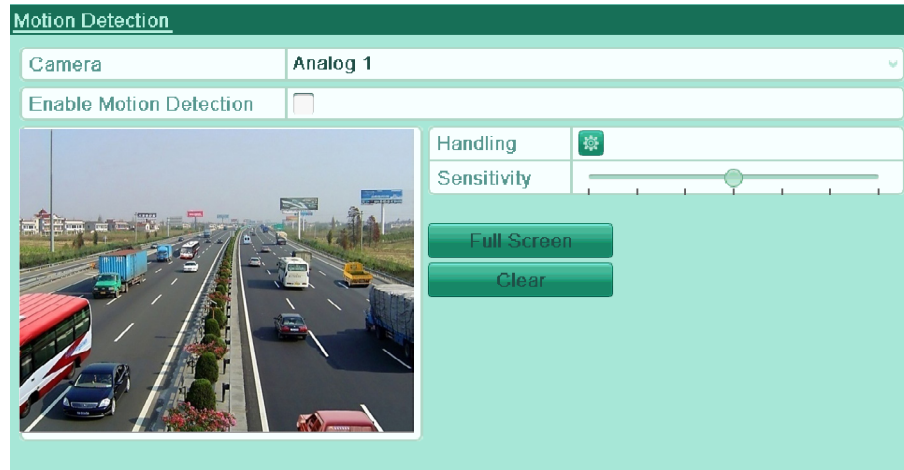 Motion Detection
Camera
Analog 1
Enable Motion Detection
Handling
Sensitivity
Full Screen
Clear